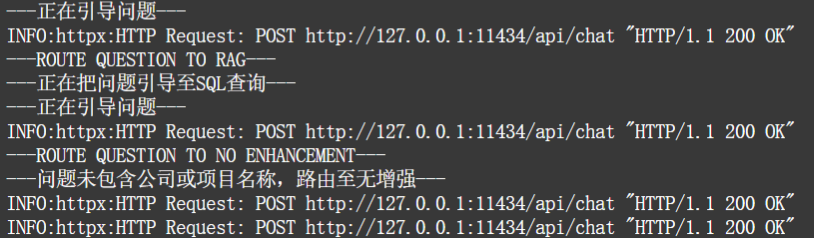 ---正在引导问题---
INFO:httpx:HTTP Request: POST http://127.0.0.1:11434/api/chat "HTTP/1.1 200 OK"
---ROUTE QUESTION TO RAG---
---正在把问题引导至SQL查询---
---正在引导问题---
INFO:httpx:HTTP Request: POST http://127.0.0.1:11434/api/chat "HTTP/1.1 200 OK"
---ROUTE QUESTION TO NO ENHANCEMENT---
---问题未包含公司或项目名称，路由至无增强---
INFO:httpx:HTTP Request: POST http://127.0.0.1:11434/api/chat "HTTP/1.1 200 OK"
INFO:httpx:HTTP Request: POST http://127.0.0.1:11434/api/chat "HTTP/1.1 200 OK"